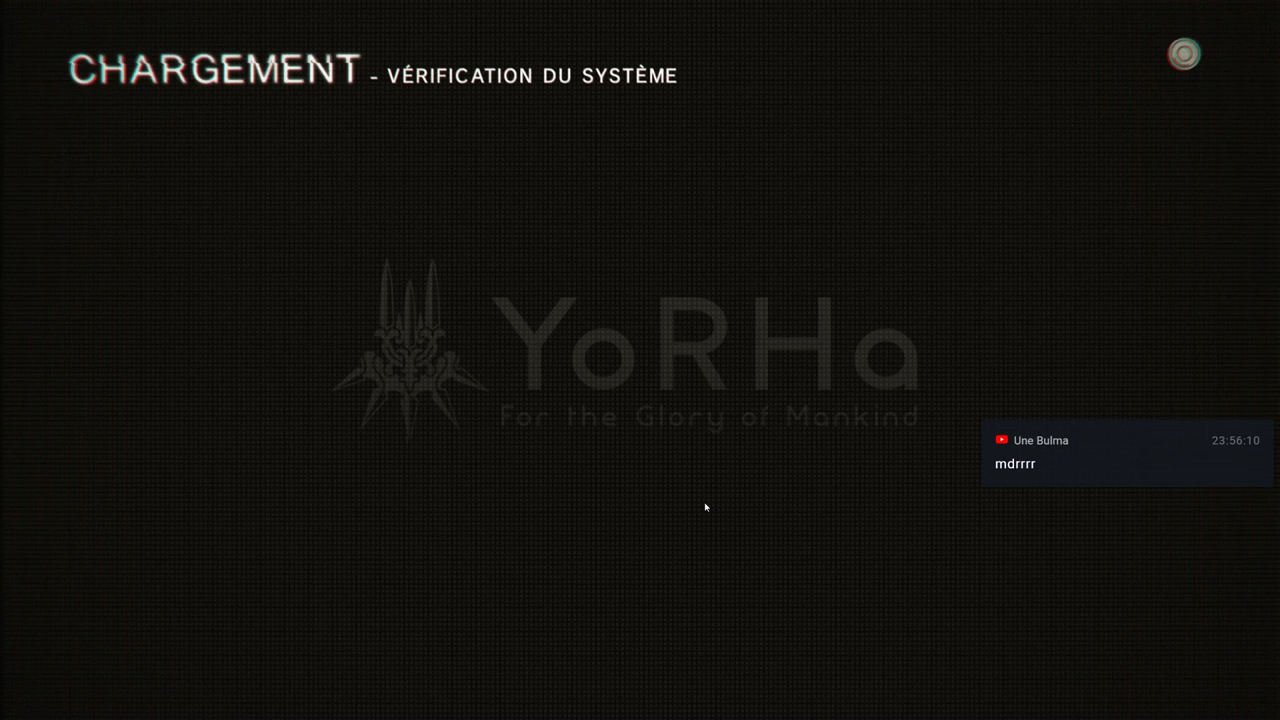 CHARGEMENT - VÉRIFICATION DU SYSTÈME
YoRHa
For the Glory of Mankind
Une Bulma 23:56:10
mdrrrr